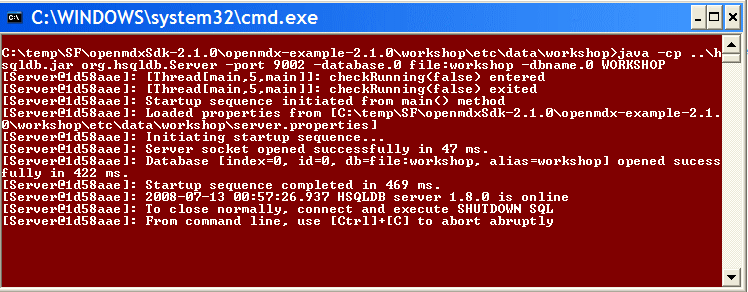 C:\WINDOWS\system32\cmd.exe
C:\temp\SF\openmdxSdk-2.1.0\openmdx-example-2.1.0\workshop\etc\data\workshop>java -cp ..\h
sqldb.jar org.hsqldb.Server -port 9002 -database.0 file:workshop -dbname.0 WORKSHOP
[Server@1d58aae]: [Thread[main,5,main]]: checkRunning(false) entered
[Server@1d58aae]: [Thread[main,5,main]]: checkRunning(false) exited
[Server@1d58aae]: Startup sequence initiated from main() method
[Server@1d58aae]: Loaded properties from [C:\temp\SF\openmdxSdk-2.1.0\openmdx-example-2.1.
0\workshop\etc\data\workshop\server.properties]
[Server@1d58aae]: Initiating startup sequence...
[Server@1d58aae]: Server socket opened successfully in 47 ms.
[Server@1d58aae]: Database [index=0, id=0, db=file:workshop, alias=workshop] opened sucess
fully in 422 ms.
[Server@1d58aae]: Startup sequence completed in 469 ms.
[Server@1d58aae]: 2008-07-13 00:57:26.937 HSQLDB server 1.8.0 is online
[Server@1d58aae]: To close normally, connect and execute SHUTDOWN SQL
[Server@1d58aae]: From command line, use [Ctrl]+[C] to abort abruptly